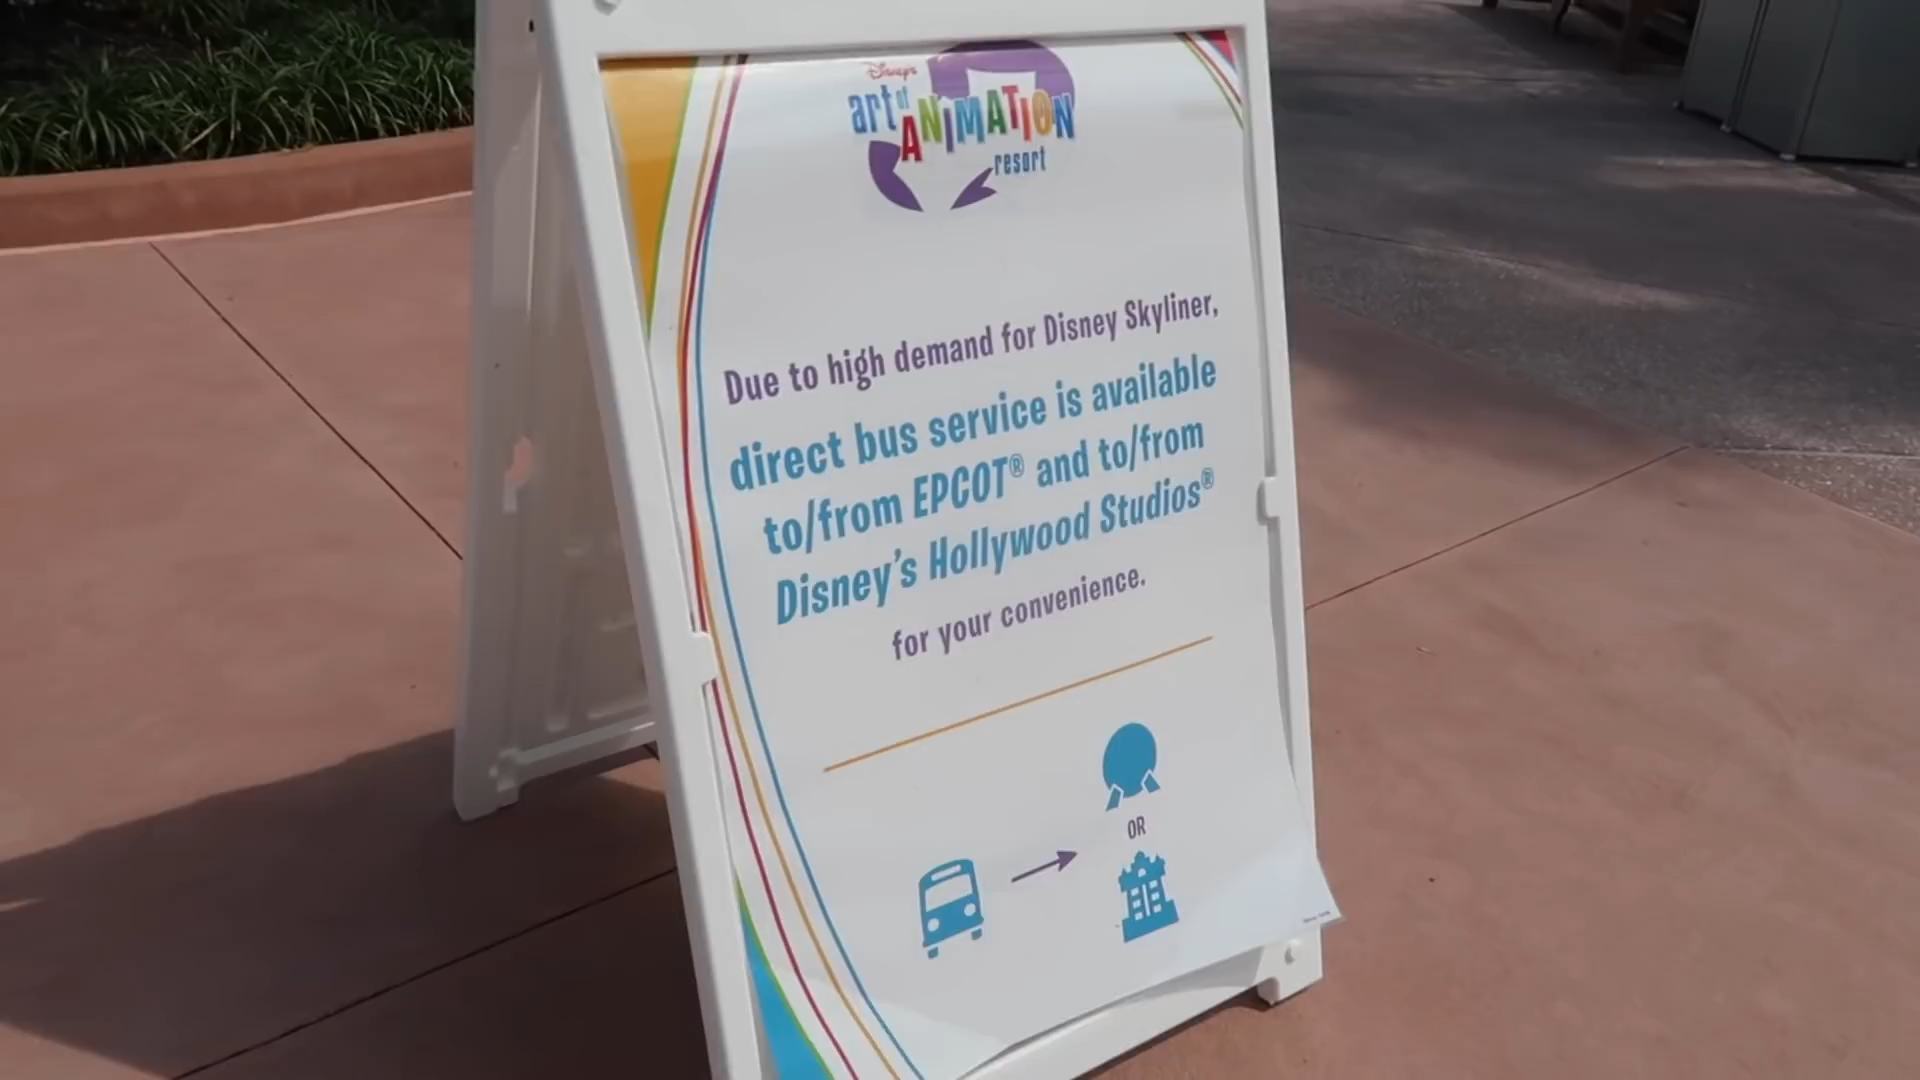 Disney's
art of
ANIMATION
resort
Due to high demand for Disney Skyliner,
direct bus service is available
to/from EPCOT® and to/from
Disney's Hollywood Studios®
for your convenience.
OR